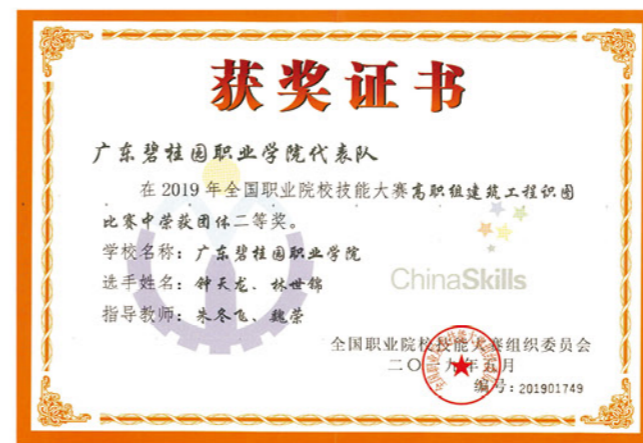 获奖证书
广东碧桂园职业学院代表队
在2019年全国职业院校技能大赛高职组建筑工程识图
比赛中荣获团体二等奖。
学校名称：广东碧桂园职业学院
ChinaSkills
选手姓名：钟天龙、林世锦
指导教师：朱冬飞、魏荣
全国职业院校技能大赛组织委员会
二〇一九年五月
编号：201901749